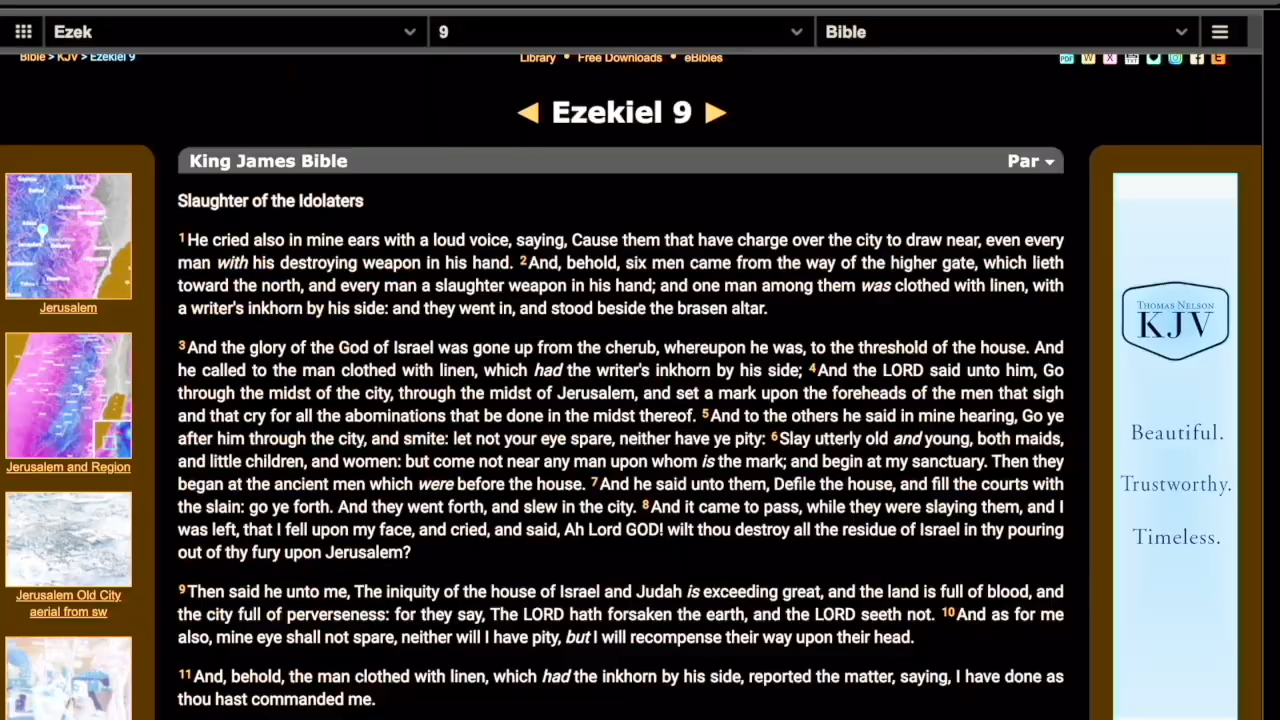 Ezek
9
Bible
Bible > KJV > Ezekiel 9
Library • Free Downloads • eBibles
Ezekiel 9
King James Bible
Par
Slaughter of the Idolaters
1He cried also in mine ears with a loud voice, saying, Cause them that have charge over the city to draw near, even every
man with his destroying weapon in his hand. 2And, behold, six men came from the way of the higher gate, which lieth
toward the north, and every man a slaughter weapon in his hand; and one man among them was clothed with linen, with
a writer's inkhorn by his side: and they went in, and stood beside the brasen altar.
3And the glory of the God of Israel was gone up from the cherub, whereupon he was, to the threshold of the house. And
he called to the man clothed with linen, which had the writer's inkhorn by his side; 4And the LORD said unto him, Go
through the midst of the city, through the midst of Jerusalem, and set a mark upon the foreheads of the men that sigh
and that cry for all the abominations that be done in the midst thereof. 5And to the others he said in mine hearing, Go ye
after him through the city, and smite: let not your eye spare, neither have ye pity: 6Slay utterly old and young, both maids,
and little children, and women: but come not near any man upon whom is the mark; and begin at my sanctuary. Then they
began at the ancient men which were before the house. 7And he said unto them, Defile the house, and fill the courts with
the slain: go ye forth. And they went forth, and slew in the city. 8And it came to pass, while they were slaying them, and I
was left, that I fell upon my face, and cried, and said, Ah Lord GOD! wilt thou destroy all the residue of Israel in thy pouring
out of thy fury upon Jerusalem?
9Then said he unto me, The iniquity of the house of Israel and Judah is exceeding great, and the land is full of blood, and
the city full of perverseness: for they say, The LORD hath forsaken the earth, and the LORD seeth not. 10And as for me
also, mine eye shall not spare, neither will I have pity, but I will recompense their way upon their head.
11And, behold, the man clothed with linen, which had the inkhorn by his side, reported the matter, saying, I have done as
thou hast commanded me.
Jerusalem
Jerusalem and Region
Jerusalem Old City
aerial from sw
THOMAS NELSON
KJV
Beautiful.
Trustworthy.
Timeless.